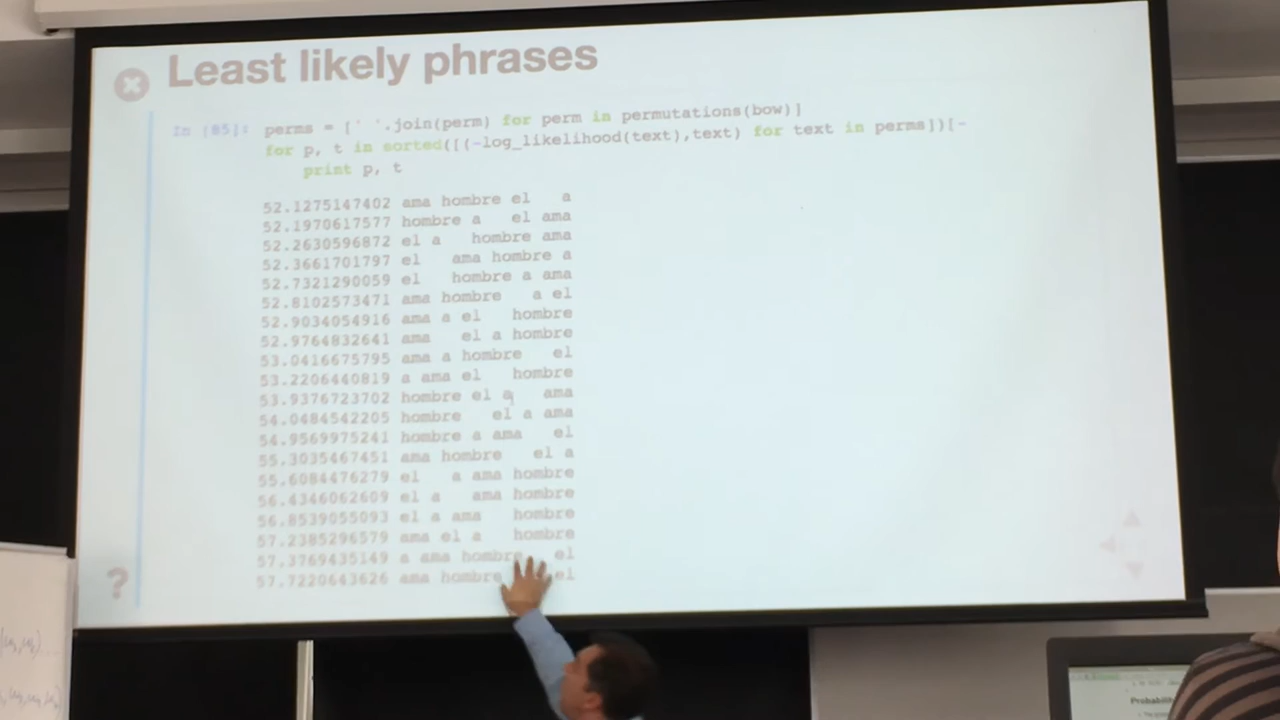 Least likely phrases
In [85]: perms = [' '.join(perm) for perm in permutations(bow)]
for p, t in sorted([(-log_likelihood(text),text) for text in perms])[-
print p, t
52.1275147402 ama hombre el   a
52.1970617577 hombre a   el ama
52.2630596872 el a   hombre ama
52.3661701797 el   ama hombre a
52.7321290059 el   hombre a ama
52.8102573471 ama hombre   a el
52.9034054916 ama a el   hombre
52.9764832641 ama   el a hombre
53.0416675795 ama a hombre   el
53.2206440819 a ama el   hombre
53.9376723702 hombre el a   ama
54.0484542205 hombre   el a ama
54.9569975241 hombre a ama   el
55.3035467451 ama hombre   el a
55.6084476279 el   a ama hombre
56.4346062609 el a   ama hombre
56.8539055093 el a ama   hombre
57.2385296579 ama el a   hombre
57.3769435149 a ama hombre   el
57.7220643626 ama hombre   el
?